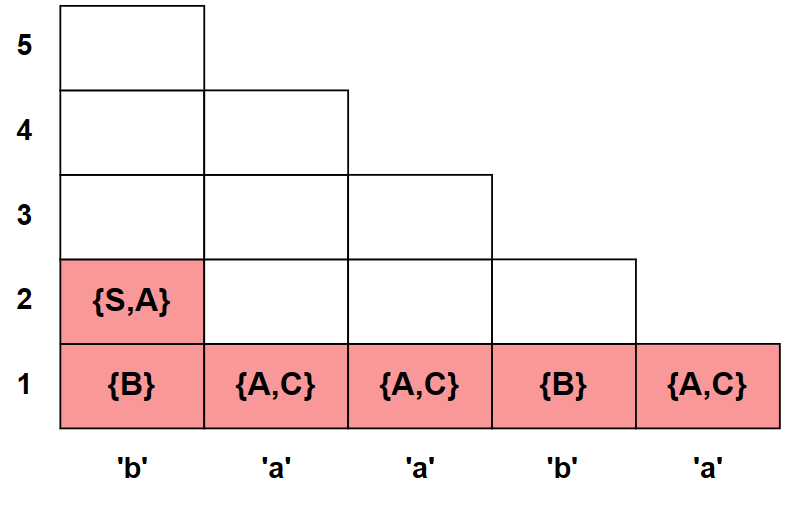 5
4
3
2 {S,A}
1 {B} {A,C} {A,C} {B} {A,C}
'b' 'a' 'a' 'b' 'a'